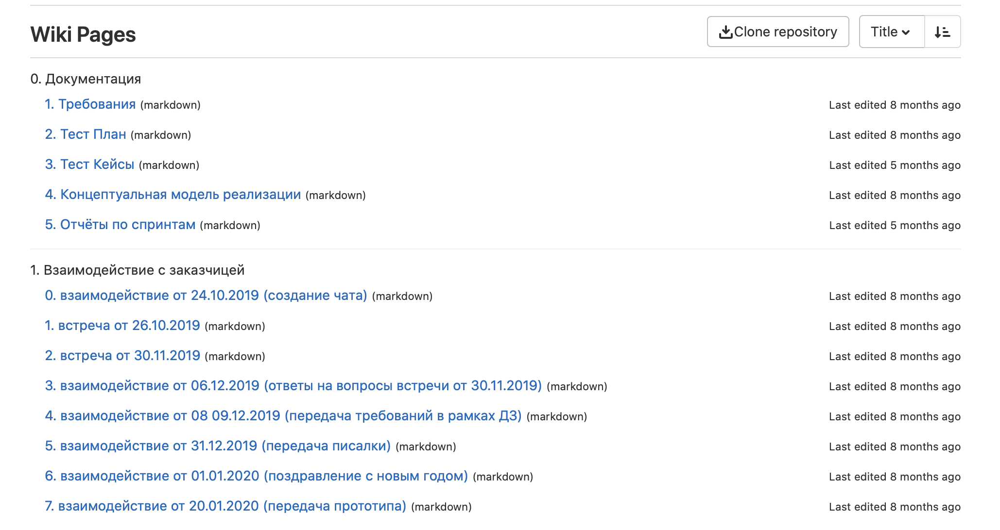 Wiki Pages Clone repository Title
0. Документация
1. Требования (markdown) Last edited 8 months ago
2. Тест План (markdown) Last edited 8 months ago
3. Тест Кейсы (markdown) Last edited 5 months ago
4. Концептуальная модель реализации (markdown) Last edited 8 months ago
5. Отчёты по спринтам (markdown) Last edited 5 months ago
1. Взаимодействие с заказчицей
0. взаимодействие от 24.10.2019 (создание чата) (markdown) Last edited 8 months ago
1. встреча от 26.10.2019 (markdown) Last edited 8 months ago
2. встреча от 30.11.2019 (markdown) Last edited 8 months ago
3. взаимодействие от 06.12.2019 (ответы на вопросы встречи от 30.11.2019) (markdown) Last edited 8 months ago
4. взаимодействие от 08 09.12.2019 (передача требований в рамках ДЗ) (markdown) Last edited 8 months ago
5. взаимодействие от 31.12.2019 (передача писалки) (markdown) Last edited 8 months ago
6. взаимодействие от 01.01.2020 (поздравление с новым годом) (markdown) Last edited 8 months ago
7. взаимодействие от 20.01.2020 (передача прототипа) (markdown) Last edited 8 months ago